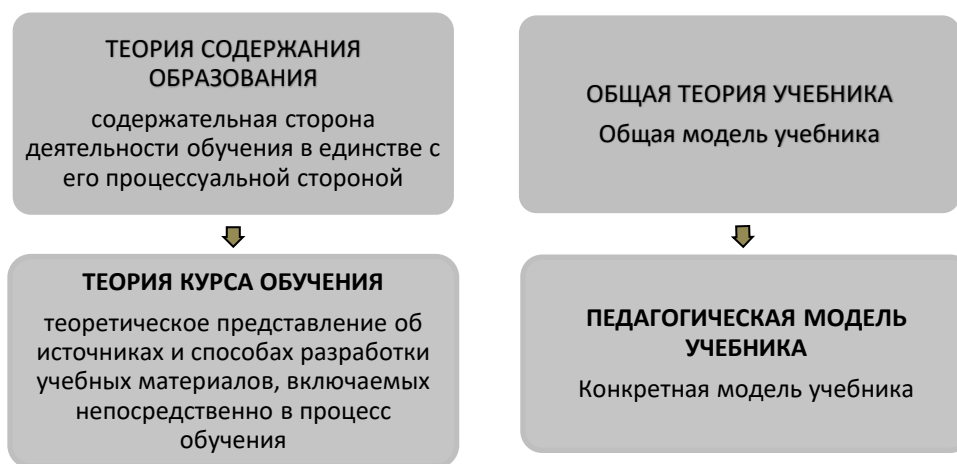 ТЕОРИЯ СОДЕРЖАНИЯ
ОБРАЗОВАНИЯ
содержательная сторона
деятельности обучения в единстве с
его процессуальной стороной
ТЕОРИЯ КУРСА ОБУЧЕНИЯ
теоретическое представление об
источниках и способах разработки
учебных материалов, включаемых
непосредственно в процесс
обучения
ОБЩАЯ ТЕОРИЯ УЧЕБНИКА
Общая модель учебника
ПЕДАГОГИЧЕСКАЯ МОДЕЛЬ
УЧЕБНИКА
Конкретная модель учебника